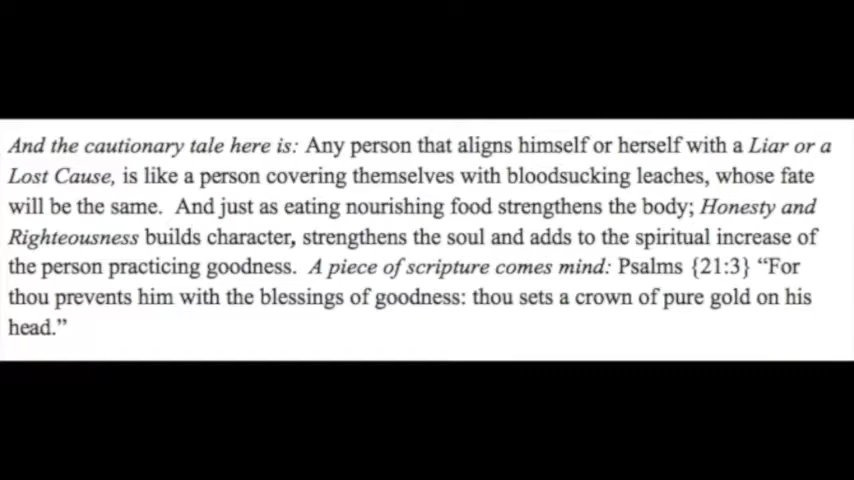 And the cautionary tale here is: Any person that aligns himself or herself with a Liar or a
Lost Cause, is like a person covering themselves with bloodsucking leaches, whose fate
will be the same. And just as eating nourishing food strengthens the body; Honesty and
Righteousness builds character, strengthens the soul and adds to the spiritual increase of
the person practicing goodness. A piece of scripture comes mind: Psalms {21:3} “For
thou prevents him with the blessings of goodness: thou sets a crown of pure gold on his
head.”